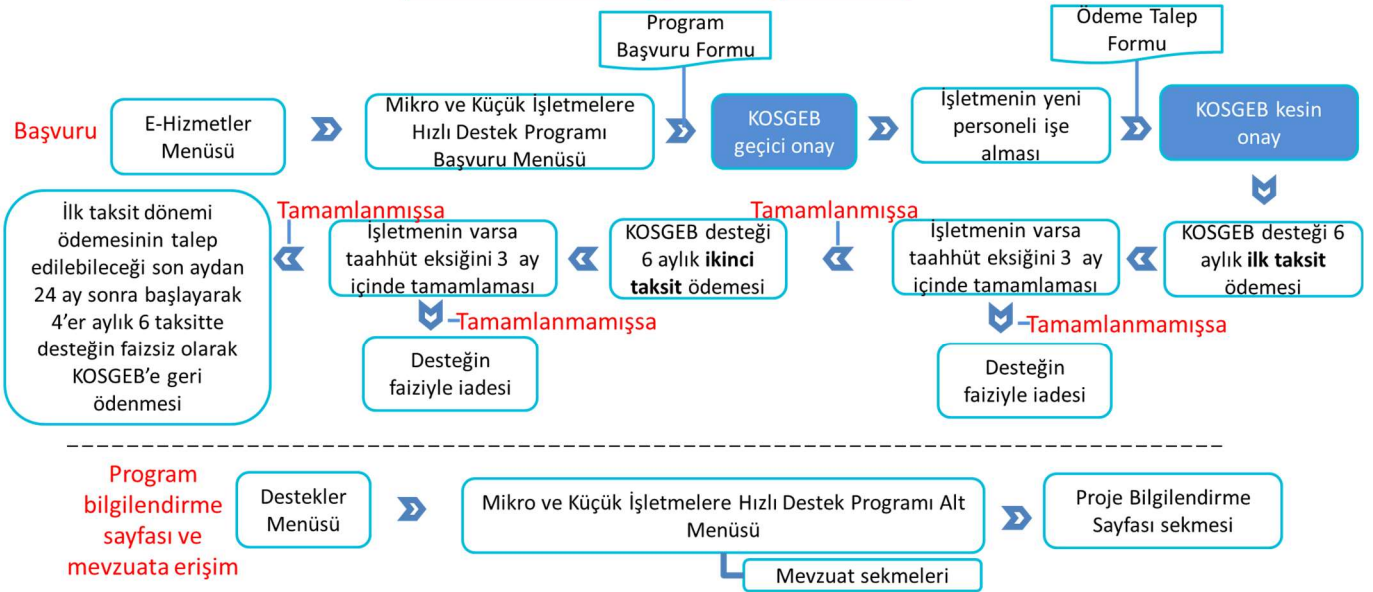 Program
Başvuru Formu
Ödeme Talep
Formu
Başvuru
E-Hizmetler
Menüsü
Mikro ve Küçük İşletmelere
Hızlı Destek Programı
Başvuru Menüsü
KOSGEB
geçici onay
İşletmenin yeni
personeli işe
alması
KOSGEB kesin
onay
KOSGEB desteği 6
aylık ilk taksit
ödemesi
İşletmenin varsa
taahhüt eksiğini 3 ay
içinde tamamlaması
Tamamlanmışsa
Tamamlanmamışsa
Desteğin
faiziyle iadesi
KOSGEB desteği
6 aylık ikinci
taksit ödemesi
İşletmenin varsa
taahhüt eksiğini 3 ay
içinde tamamlaması
Tamamlanmışsa
Tamamlanmamışsa
Desteğin
faiziyle iadesi
İlk taksit dönemi
ödemesinin talep
edilebileceği son aydan
24 ay sonra başlayarak
4’er aylık 6 taksitte
desteğin faizsiz olarak
KOSGEB’e geri
ödenmesi
Program
bilgilendirme
sayfası ve
mevzuata erişim
Destekler
Menüsü
Mikro ve Küçük İşletmelere Hızlı Destek Programı Alt
Menüsü
Mevzuat sekmeleri
Proje Bilgilendirme
Sayfası sekmesi